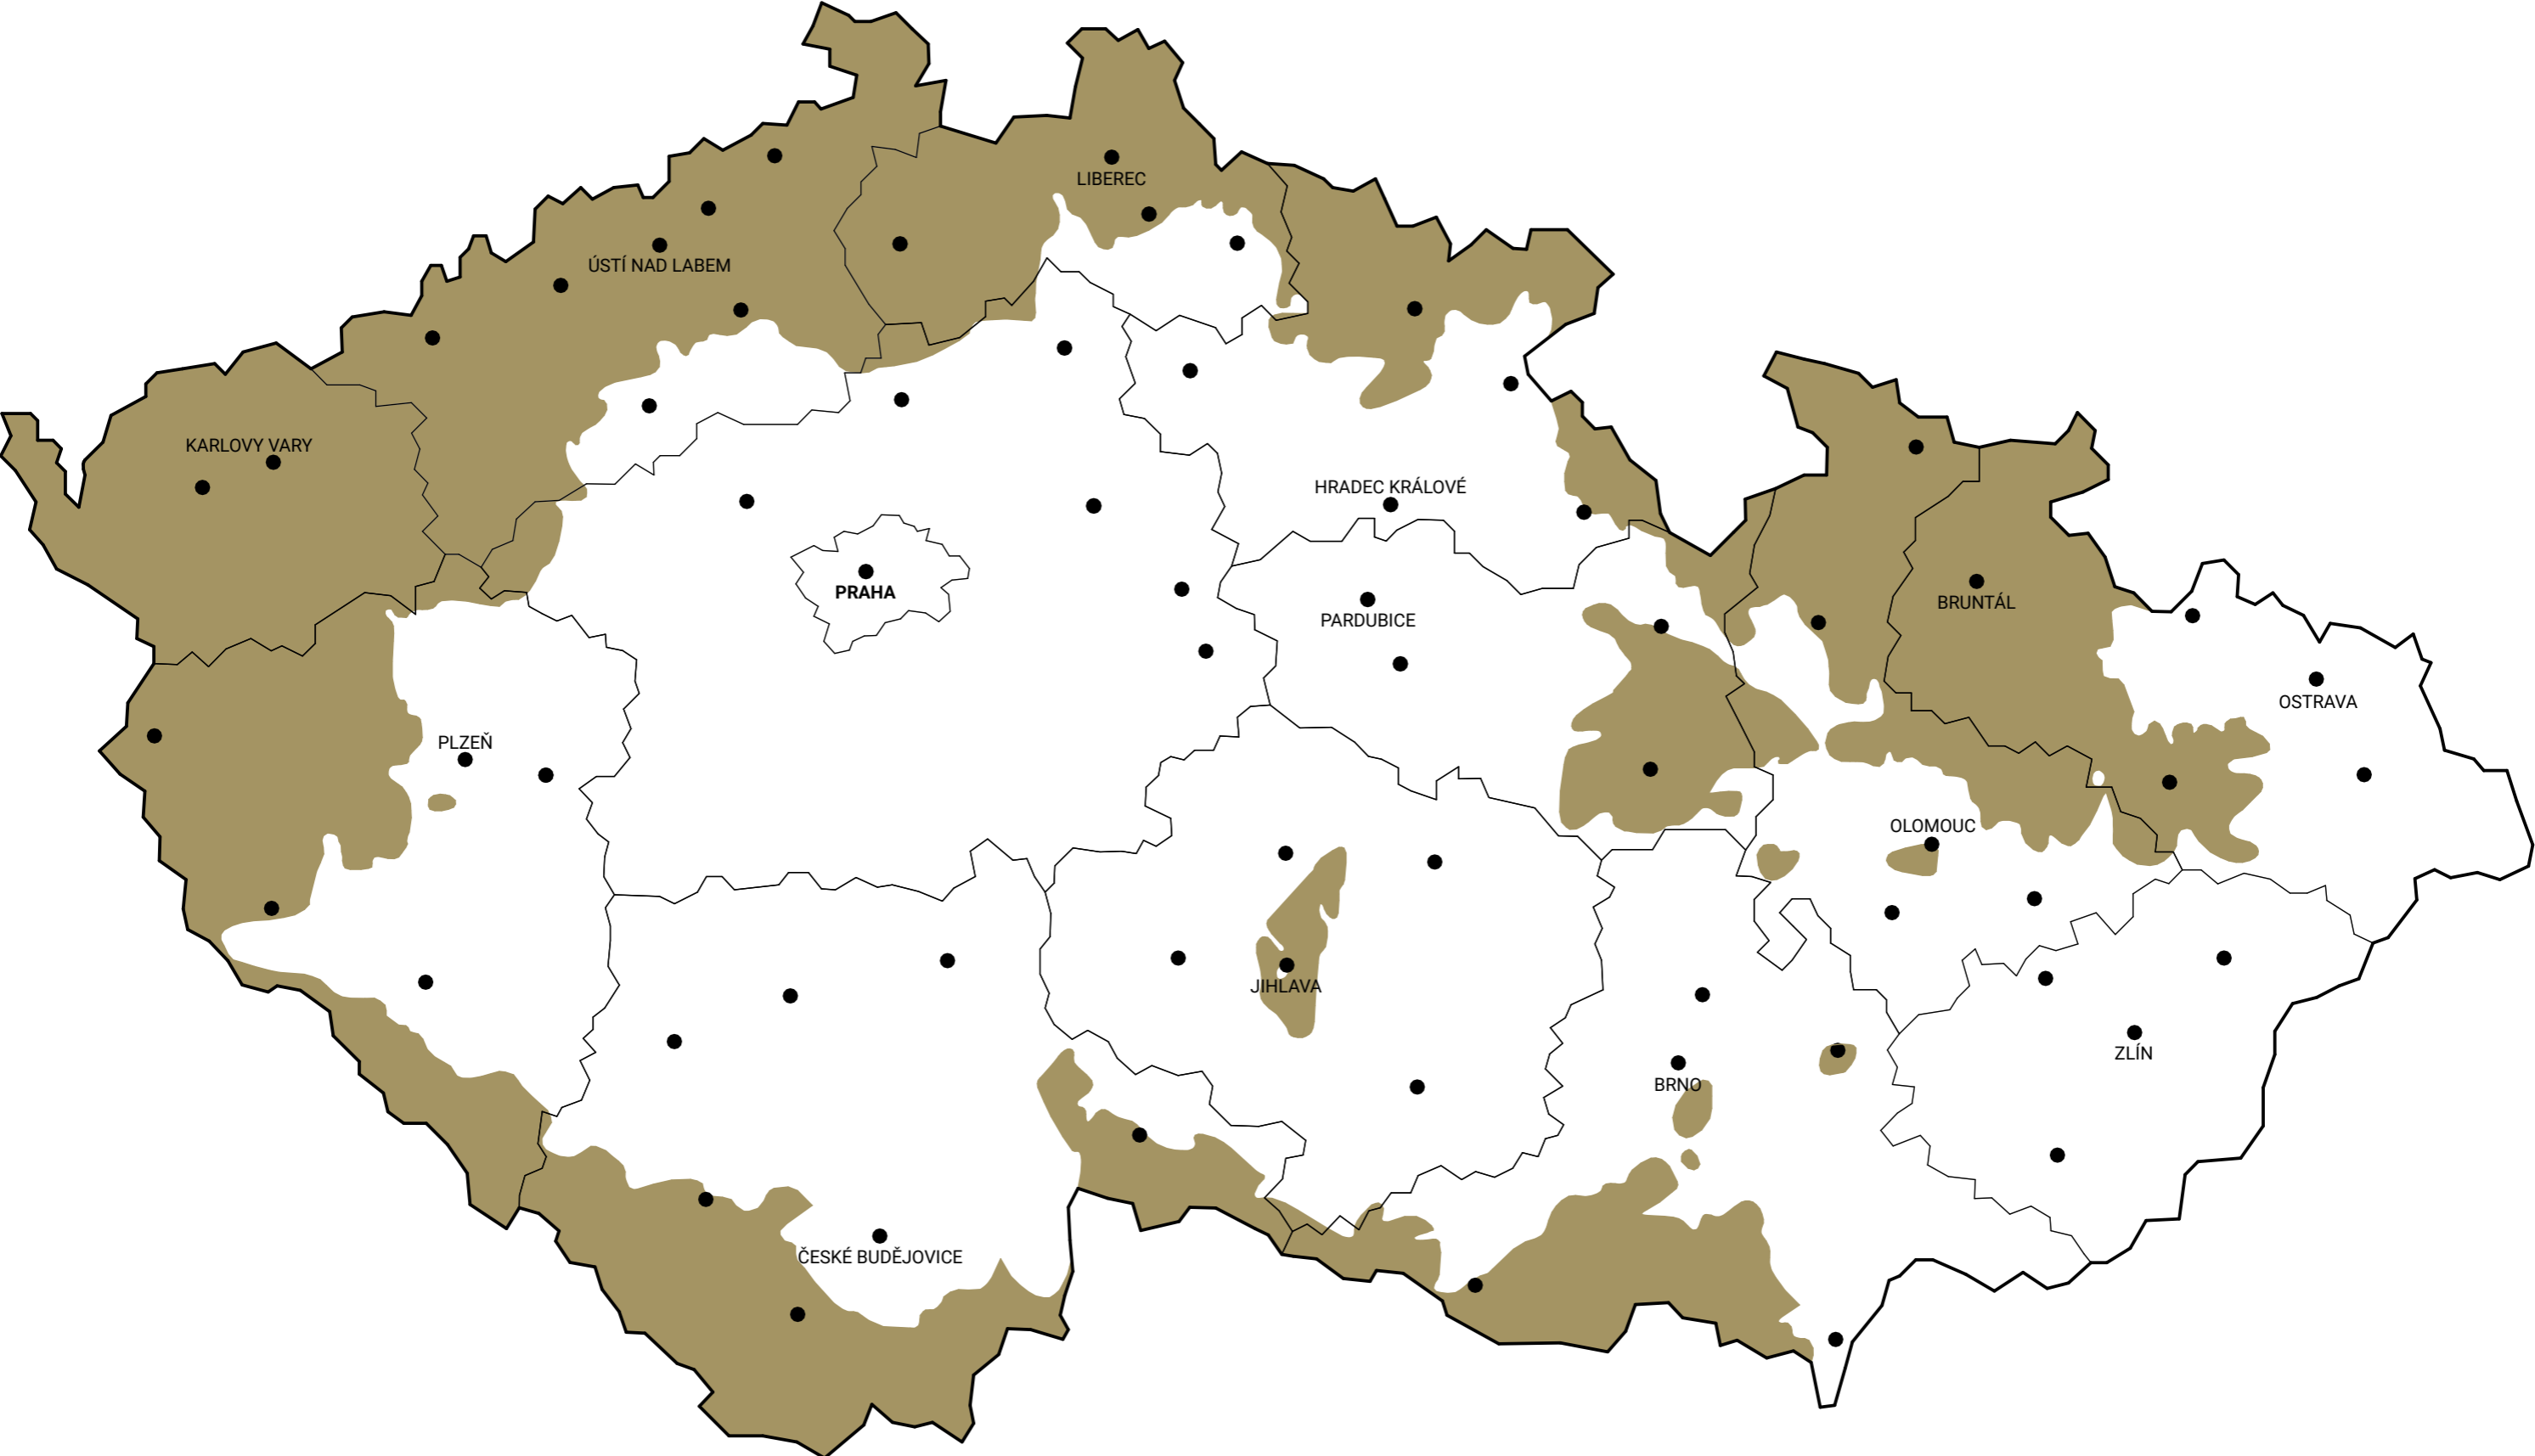 LIBEREC
ÚSTÍ NAD LABEM
KARLOVY VARY
HRADEC KRÁLOVÉ
PRAHA
BRUNTÁL
PARDUBICE
OSTRAVA
PLZEŇ
OLOMOUC
JIHLAVA
ZLÍN
BRNO
ČESKÉ BUDĚJOVICE